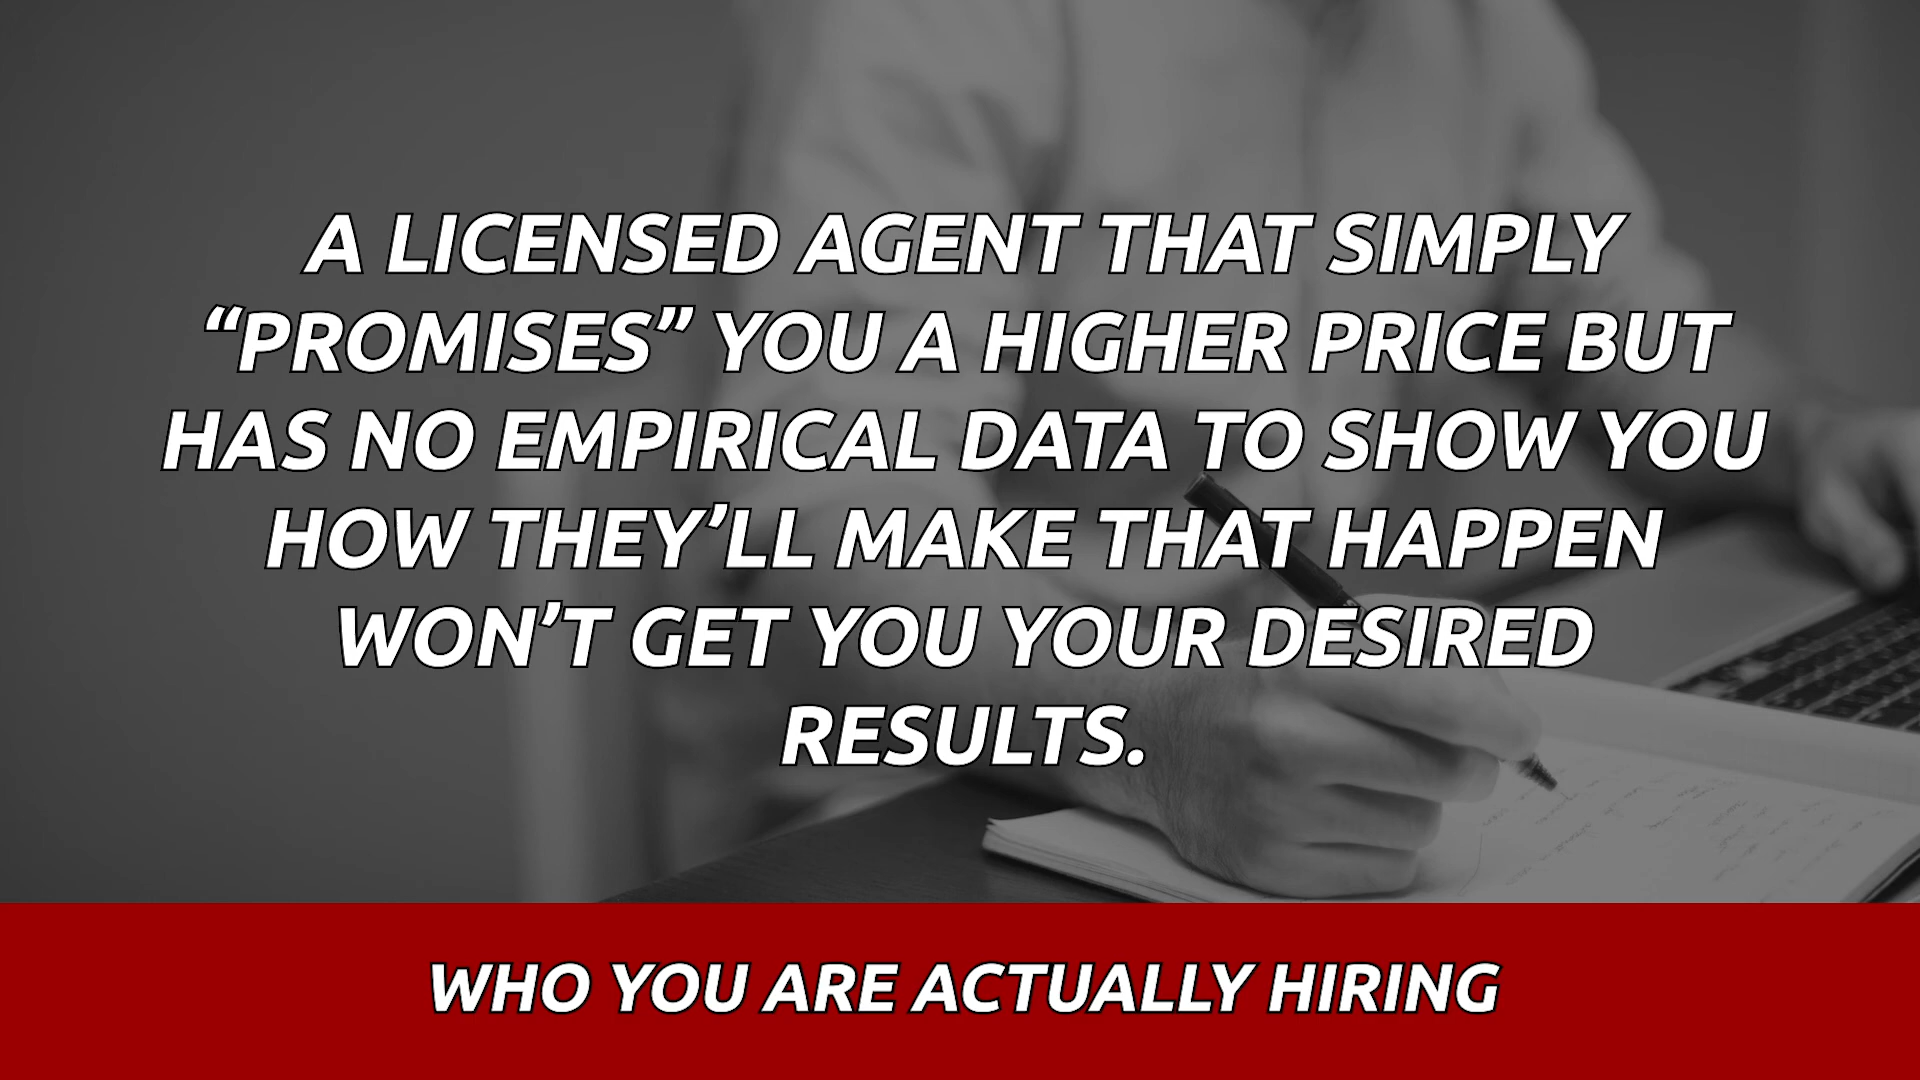 A LICENSED AGENT THAT SIMPLY
“PROMISES” YOU A HIGHER PRICE BUT
HAS NO EMPIRICAL DATA TO SHOW YOU
HOW THEY’LL MAKE THAT HAPPEN
WON’T GET YOU YOUR DESIRED
RESULTS.
WHO YOU ARE ACTUALLY HIRING